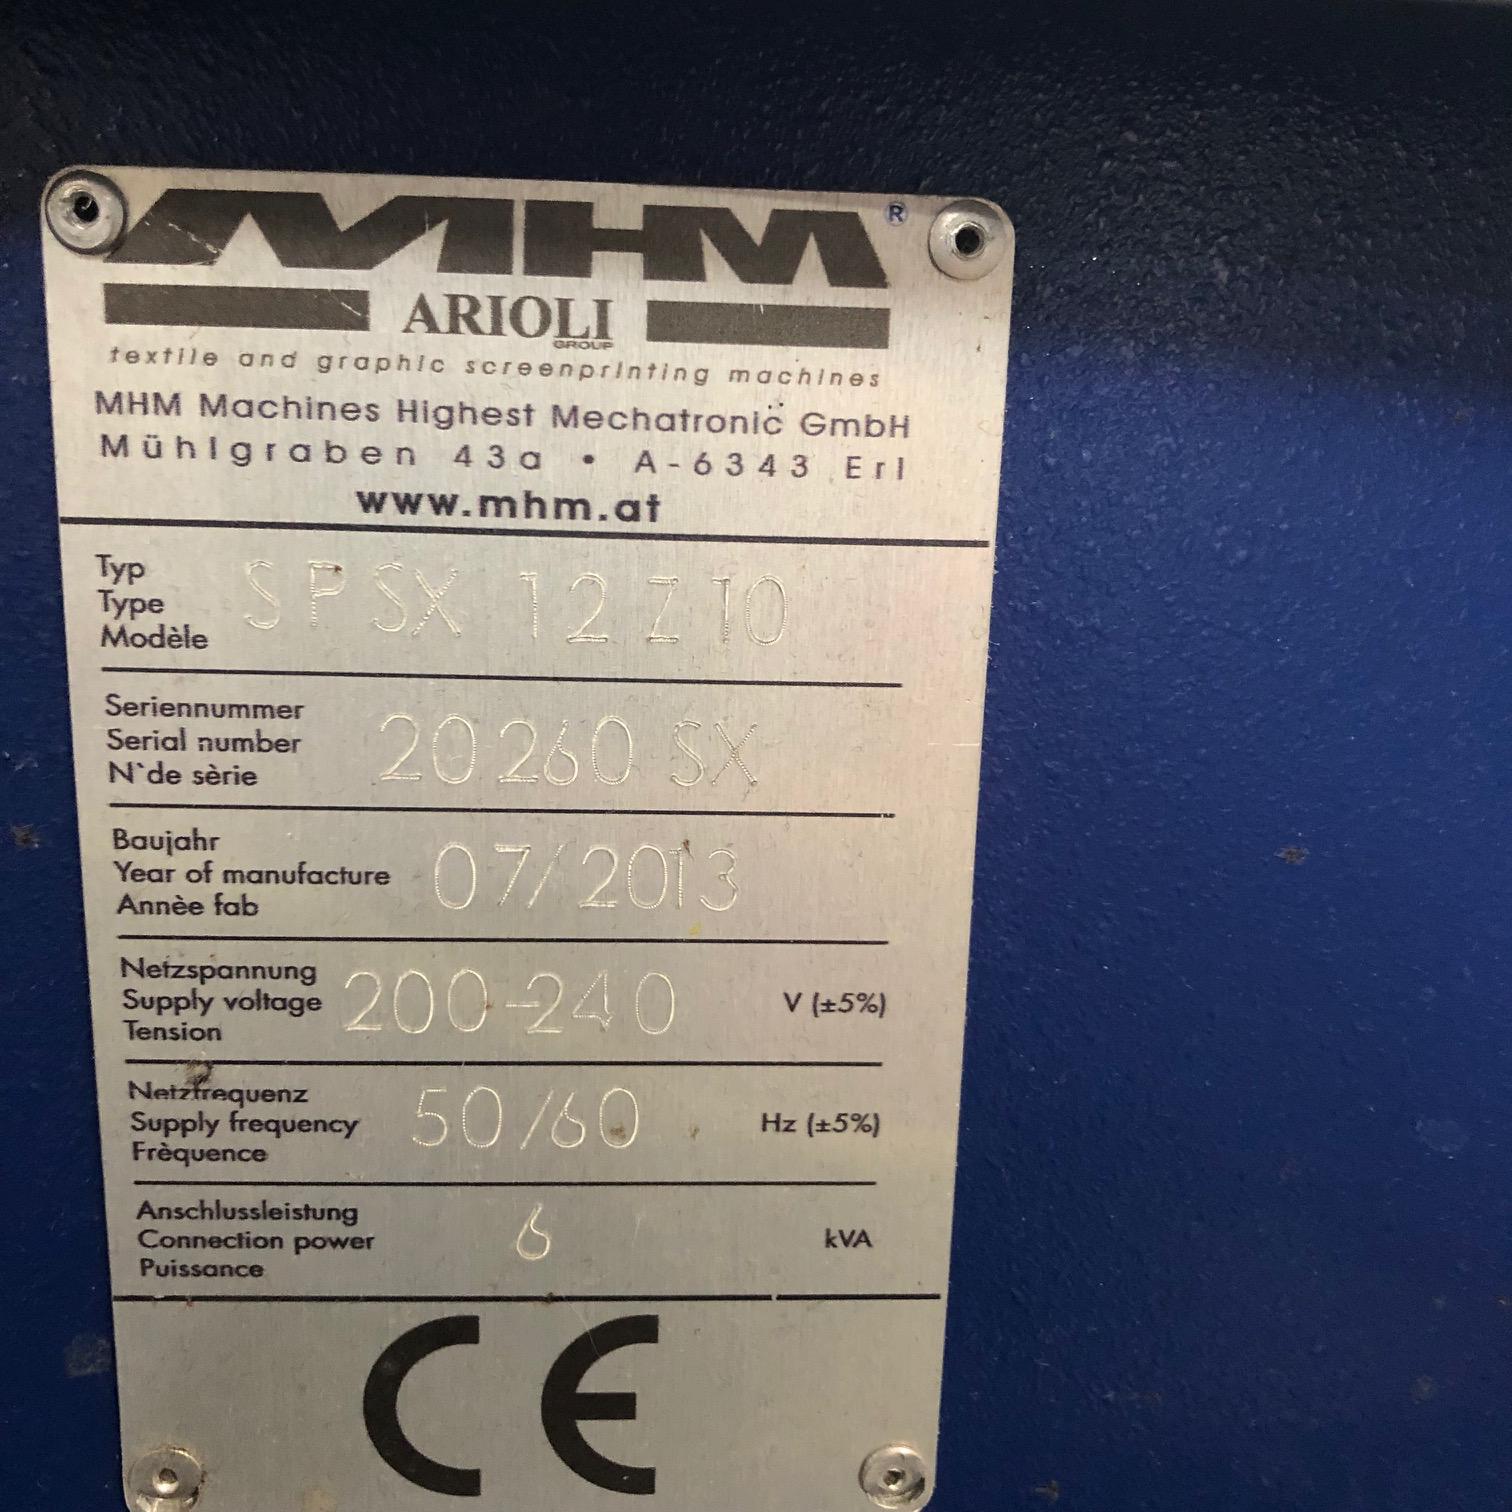 MHM ®
ARIOLI
GROUP
textile and graphic screenprinting machines
MHM Machines Highest Mechatronic̈ GmbH
Mühlgraben 43a • A-6343 Erl
www.mhm.at
Typ
Type
Modèle
SPSX 12 Z 10
Seriennummer
Serial number
N`de sèrie
20260 SX
Baujahr
Year of manufacture
Annèe fab
07/2013
Netzspannung
Supply voltage
Tension
200-240
V (±5%)
Netzfrequenz
Supply frequency
Frèquence
50/60
Hz (±5%)
Anschlussleistung
Connection power
Puissance
6
kVA
CE